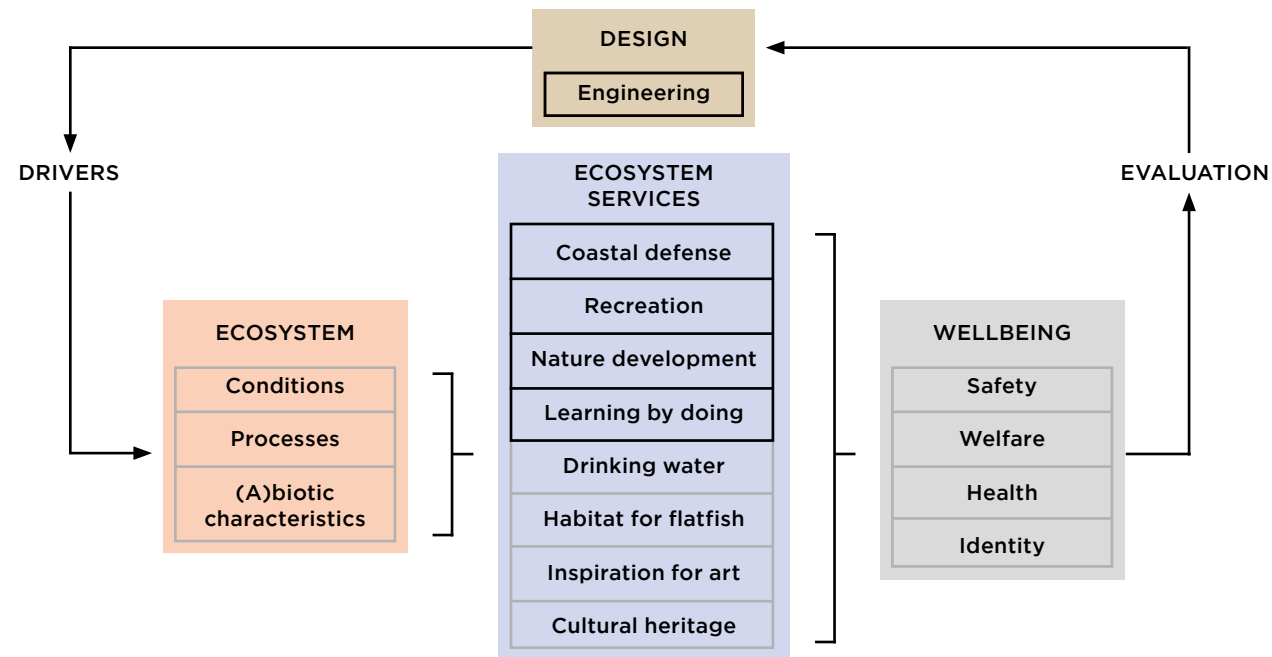 DESIGN
Engineering
DRIVERS
EVALUATION
ECOSYSTEM
SERVICES
Coastal defense
Recreation
Nature development
Learning by doing
Drinking water
Habitat for flatfish
Inspiration for art
Cultural heritage
ECOSYSTEM
Conditions
Processes
(A)biotic
characteristics
WELLBEING
Safety
Welfare
Health
Identity